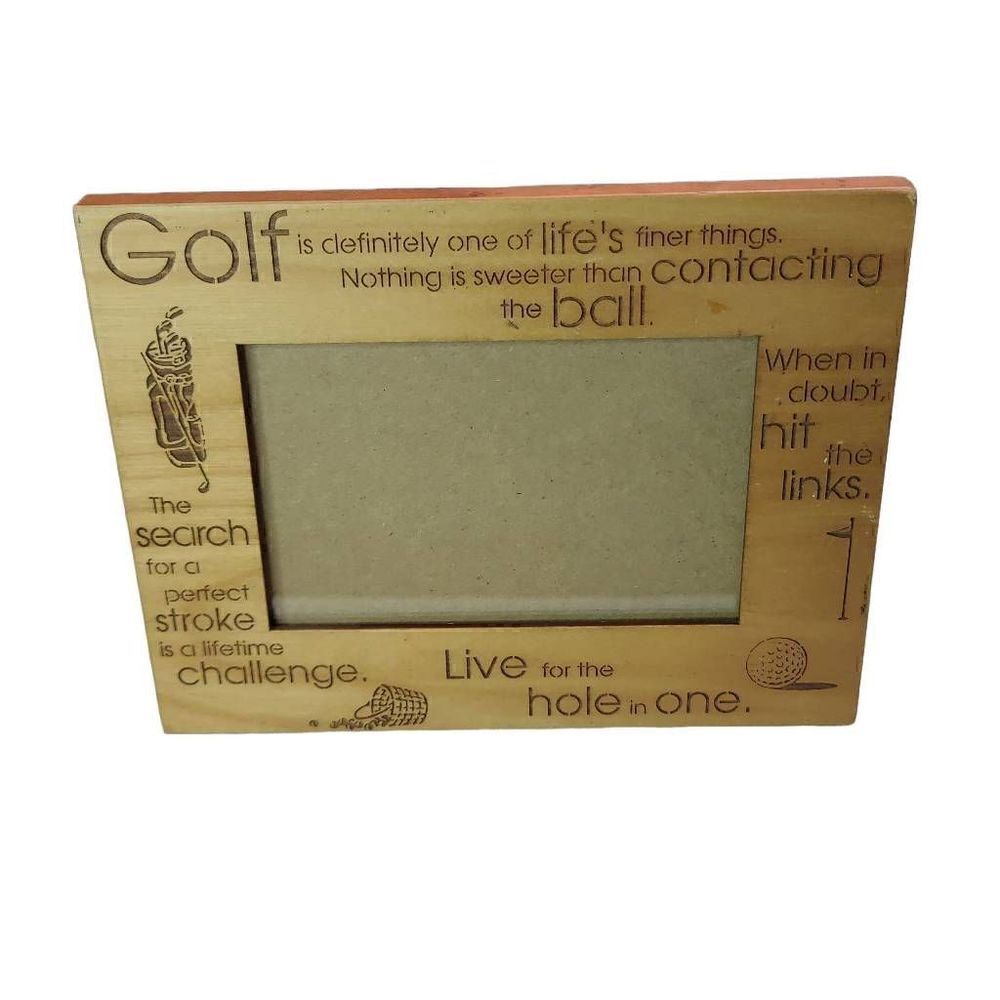 Golf is definitely one of life's finer things.
Nothing is sweeter than contacting
the ball.
When in
doubt,
hit
the
links.
The
search
for a
perfect
stroke
is a lifetime
challenge.
Live for the
hole in one.